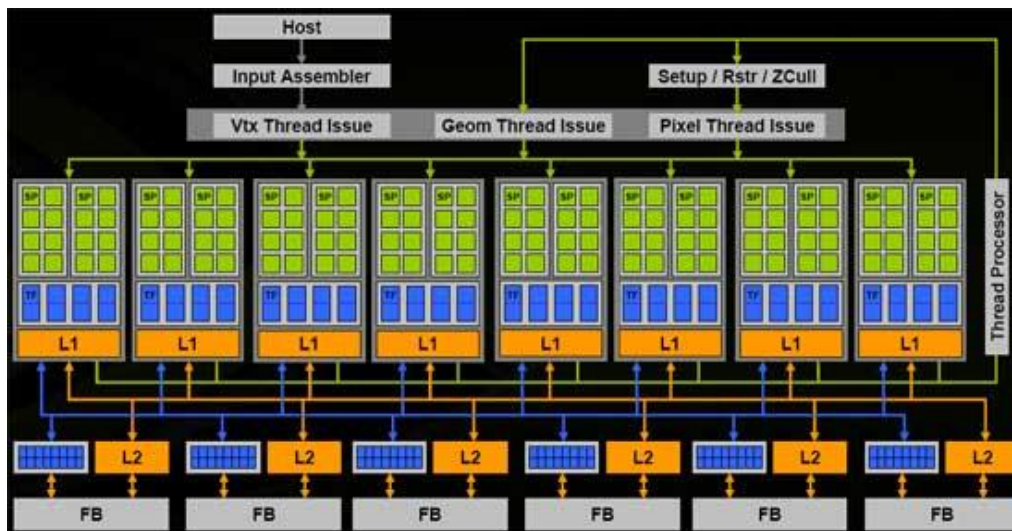 Host
Input Assembler
Setup / Rstr / ZCull
Vtx Thread Issue
Geom Thread Issue
Pixel Thread Issue
SP SP SP SP SP SP SP SP SP SP SP SP SP SP SP SP
Thread Processor
TF TF TF TF TF TF TF TF
L1 L1 L1 L1 L1 L1 L1 L1
L2 L2 L2 L2 L2 L2
FB FB FB FB FB FB